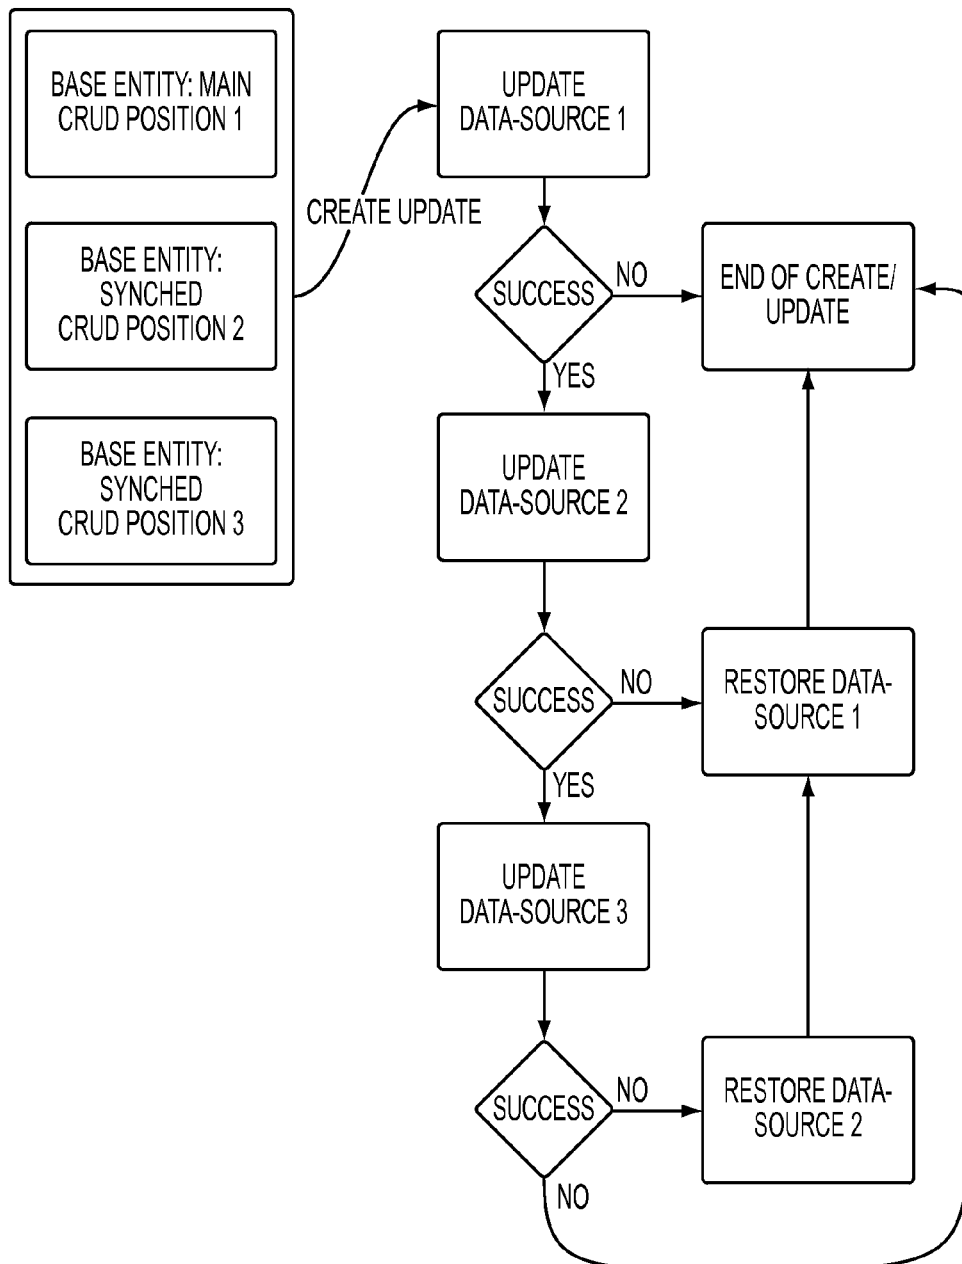 BASE ENTITY: MAIN
CRUD POSITION 1
BASE ENTITY:
SYNCHED
CRUD POSITION 2
BASE ENTITY:
SYNCHED
CRUD POSITION 3
CREATE UPDATE
UPDATE
DATA-SOURCE 1
SUCCESS
NO
END OF CREATE/
UPDATE
YES
UPDATE
DATA-SOURCE 2
SUCCESS
NO
RESTORE DATA-
SOURCE 1
YES
UPDATE
DATA-SOURCE 3
SUCCESS
NO
RESTORE DATA-
SOURCE 2
NO